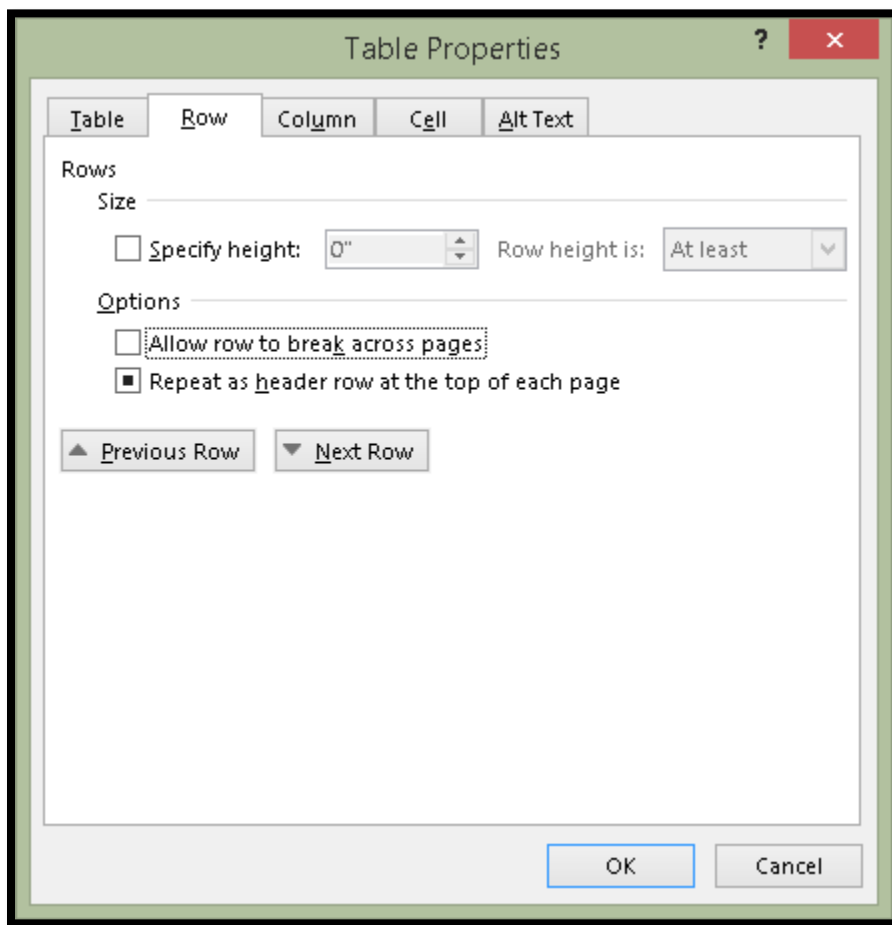 Table Properties ?
Table Row Column Cell Alt Text
Rows
Size
Specify height: 0" Row height is: At least
Options
Allow row to break across pages
Repeat as header row at the top of each page
Previous Row Next Row
OK Cancel